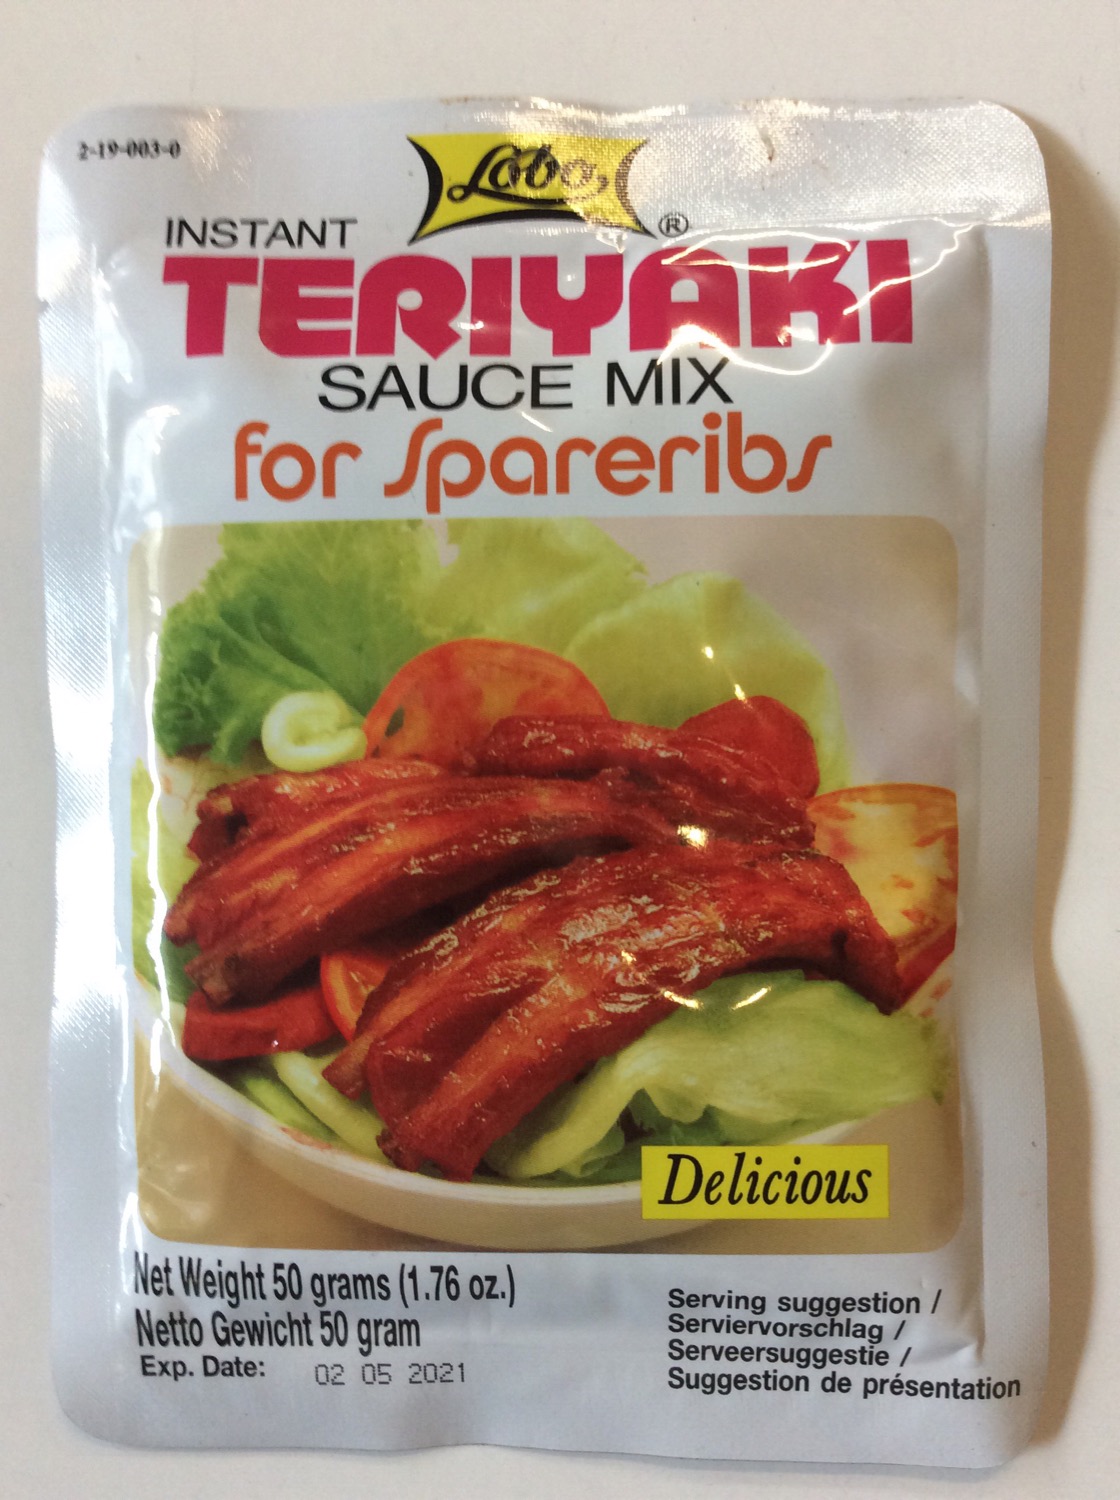 2-19-003-0
Lobo
®
INSTANT
TERIYAKI
SAUCE MIX
for Spareribs
Delicious
Net Weight 50 grams (1.76 oz.)
Netto Gewicht 50 gram
Exp. Date: 02 05 2021
Serving suggestion /
Serviervorschlag /
Serveersuggestie /
Suggestion de présentation